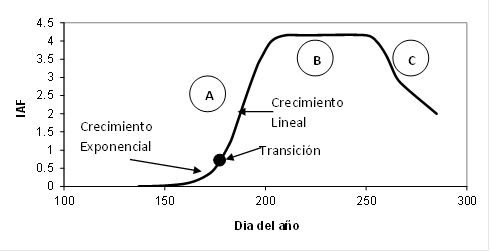 4.5
4
3.5
3
2.5
2
1.5
1
0.5
0
IAF
A
B
C
Crecimiento
Lineal
Crecimiento
Exponencial
Transición
100
150
200
250
300
Dia del año